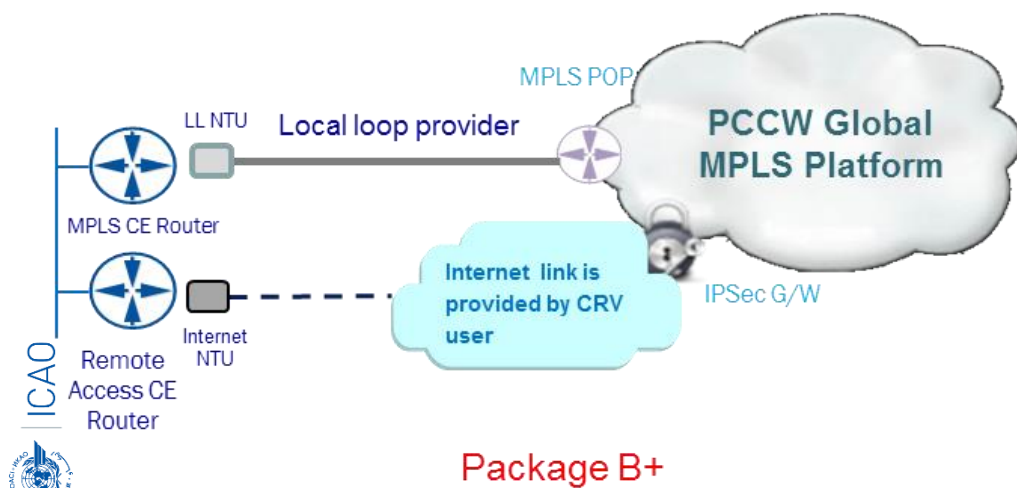 MPLS POP
PCCW Global
MPLS Platform
LL NTU
Local loop provider
MPLS CE Router
Internet link is
provided by CRV
user
IPSec G/W
Internet
NTU
Remote
Access CE
Router
ICAO
Package B+